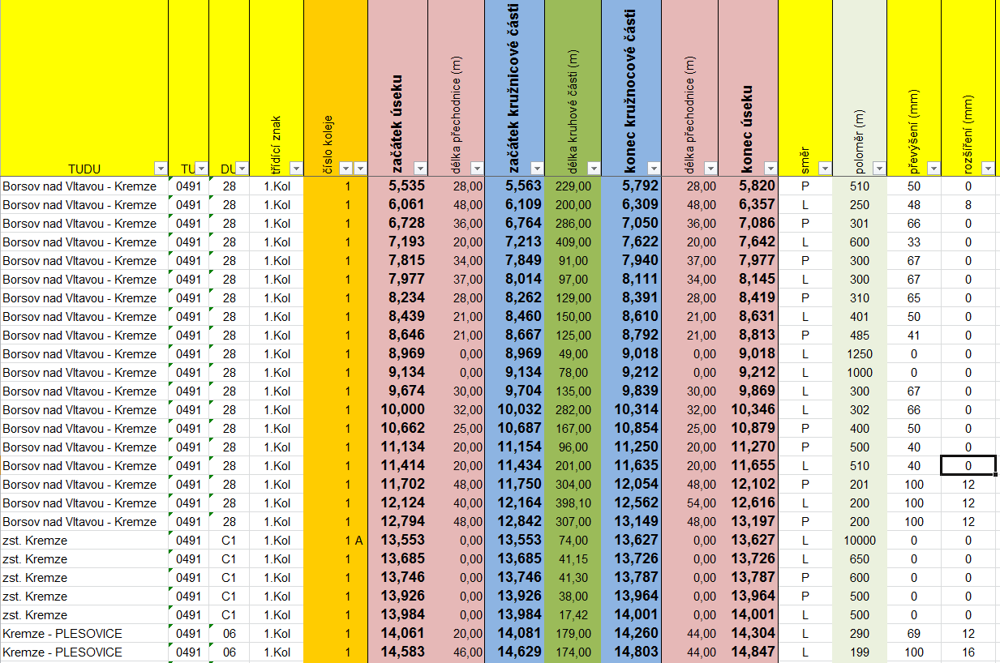 TUDU TU DU třídící znak číslo koleje začátek úseku délka přechodnice (m) začátek kružnicové části délka kruhové části (m) konec kružnocové části délka přechodnice (m) konec úseku směr poloměr (m) převýšení (mm) rozšíření (mm)
Borsov nad Vltavou - Kremze 0491 28 1.Kol 1 5,535 28,00 5,563 229,00 5,792 28,00 5,820 P 510 50 0
Borsov nad Vltavou - Kremze 0491 28 1.Kol 1 6,061 48,00 6,109 200,00 6,309 48,00 6,357 L 250 48 8
Borsov nad Vltavou - Kremze 0491 28 1.Kol 1 6,728 36,00 6,764 286,00 7,050 36,00 7,086 P 301 66 0
Borsov nad Vltavou - Kremze 0491 28 1.Kol 1 7,193 20,00 7,213 409,00 7,622 20,00 7,642 L 600 33 0
Borsov nad Vltavou - Kremze 0491 28 1.Kol 1 7,815 34,00 7,849 91,00 7,940 37,00 7,977 P 300 67 0
Borsov nad Vltavou - Kremze 0491 28 1.Kol 1 7,977 37,00 8,014 97,00 8,111 34,00 8,145 L 300 67 0
Borsov nad Vltavou - Kremze 0491 28 1.Kol 1 8,234 28,00 8,262 129,00 8,391 28,00 8,419 P 310 65 0
Borsov nad Vltavou - Kremze 0491 28 1.Kol 1 8,439 21,00 8,460 150,00 8,610 21,00 8,631 L 401 50 0
Borsov nad Vltavou - Kremze 0491 28 1.Kol 1 8,646 21,00 8,667 125,00 8,792 21,00 8,813 P 485 41 0
Borsov nad Vltavou - Kremze 0491 28 1.Kol 1 8,969 0,00 8,969 49,00 9,018 0,00 9,018 L 1250 0 0
Borsov nad Vltavou - Kremze 0491 28 1.Kol 1 9,134 0,00 9,134 78,00 9,212 0,00 9,212 L 1000 0 0
Borsov nad Vltavou - Kremze 0491 28 1.Kol 1 9,674 30,00 9,704 135,00 9,839 30,00 9,869 L 300 67 0
Borsov nad Vltavou - Kremze 0491 28 1.Kol 1 10,000 32,00 10,032 282,00 10,314 32,00 10,346 L 302 66 0
Borsov nad Vltavou - Kremze 0491 28 1.Kol 1 10,662 25,00 10,687 167,00 10,854 25,00 10,879 P 400 50 0
Borsov nad Vltavou - Kremze 0491 28 1.Kol 1 11,134 20,00 11,154 96,00 11,250 20,00 11,270 P 500 40 0
Borsov nad Vltavou - Kremze 0491 28 1.Kol 1 11,414 20,00 11,434 201,00 11,635 20,00 11,655 L 510 40 0
Borsov nad Vltavou - Kremze 0491 28 1.Kol 1 11,702 48,00 11,750 304,00 12,054 48,00 12,102 P 201 100 12
Borsov nad Vltavou - Kremze 0491 28 1.Kol 1 12,124 40,00 12,164 398,10 12,562 54,00 12,616 L 200 100 12
Borsov nad Vltavou - Kremze 0491 28 1.Kol 1 12,794 48,00 12,842 307,00 13,149 48,00 13,197 P 200 100 12
zst. Kremze 0491 C1 1.Kol 1 A 13,553 0,00 13,553 74,00 13,627 0,00 13,627 L 10000 0 0
zst. Kremze 0491 C1 1.Kol 1 13,685 0,00 13,685 41,15 13,726 0,00 13,726 L 650 0 0
zst. Kremze 0491 C1 1.Kol 1 13,746 0,00 13,746 41,30 13,787 0,00 13,787 P 600 0 0
zst. Kremze 0491 C1 1.Kol 1 13,926 0,00 13,926 38,00 13,964 0,00 13,964 P 500 0 0
zst. Kremze 0491 C1 1.Kol 1 13,984 0,00 13,984 17,42 14,001 0,00 14,001 L 500 0 0
Kremze - PLESOVICE 0491 06 1.Kol 1 14,061 20,00 14,081 179,00 14,260 44,00 14,304 L 290 69 12
Kremze - PLESOVICE 0491 06 1.Kol 1 14,583 46,00 14,629 174,00 14,803 44,00 14,847 L 199 100 16